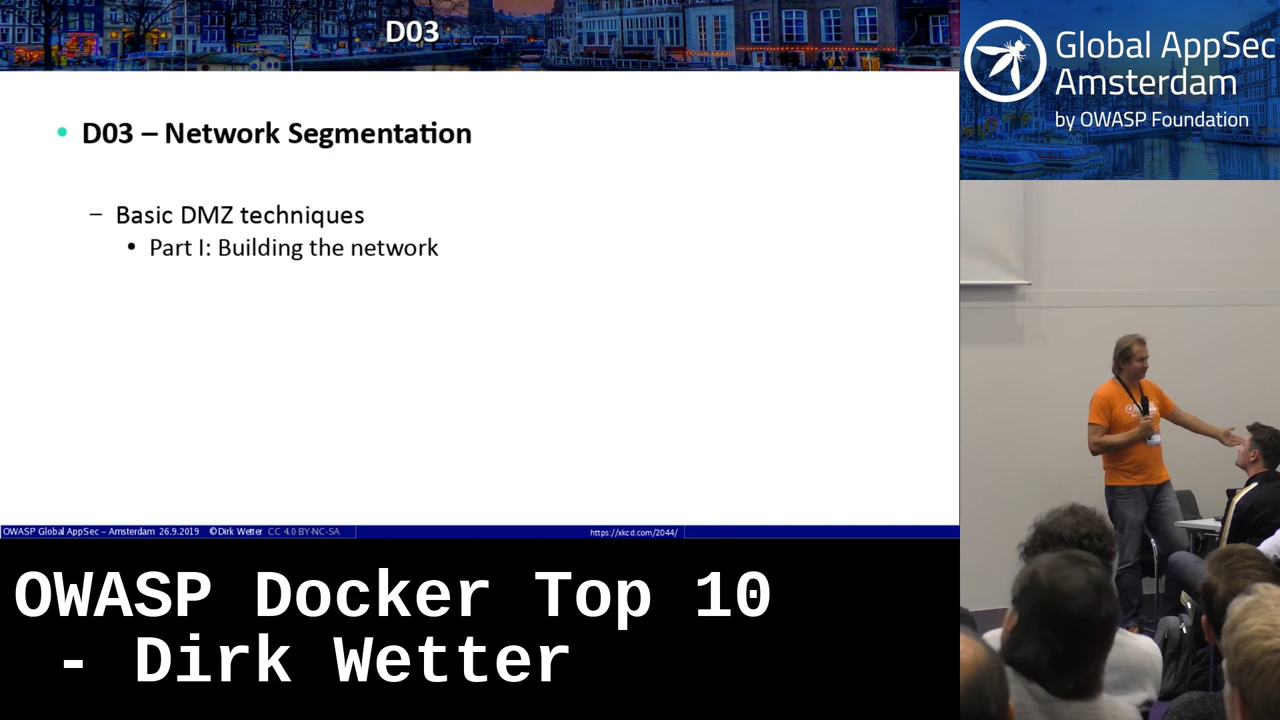 D03
Global AppSec
Amsterdam
by OWASP Foundation
• D03 – Network Segmentation
– Basic DMZ techniques
• Part I: Building the network
OWASP Global AppSec – Amsterdam 26.9.2019 ©Dirk Wetter CC 4.0 BY-NC-SA
https://xkcd.com/2044/
OWASP Docker Top 10
- Dirk Wetter